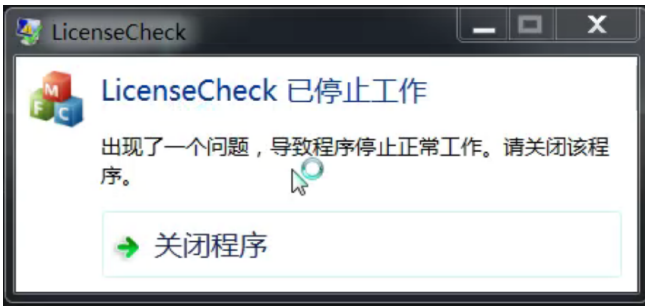 LicenseCheck
LicenseCheck 已停止工作
出现了一个问题，导致程序停止正常工作。请关闭该程
序。
关闭程序
M
F C